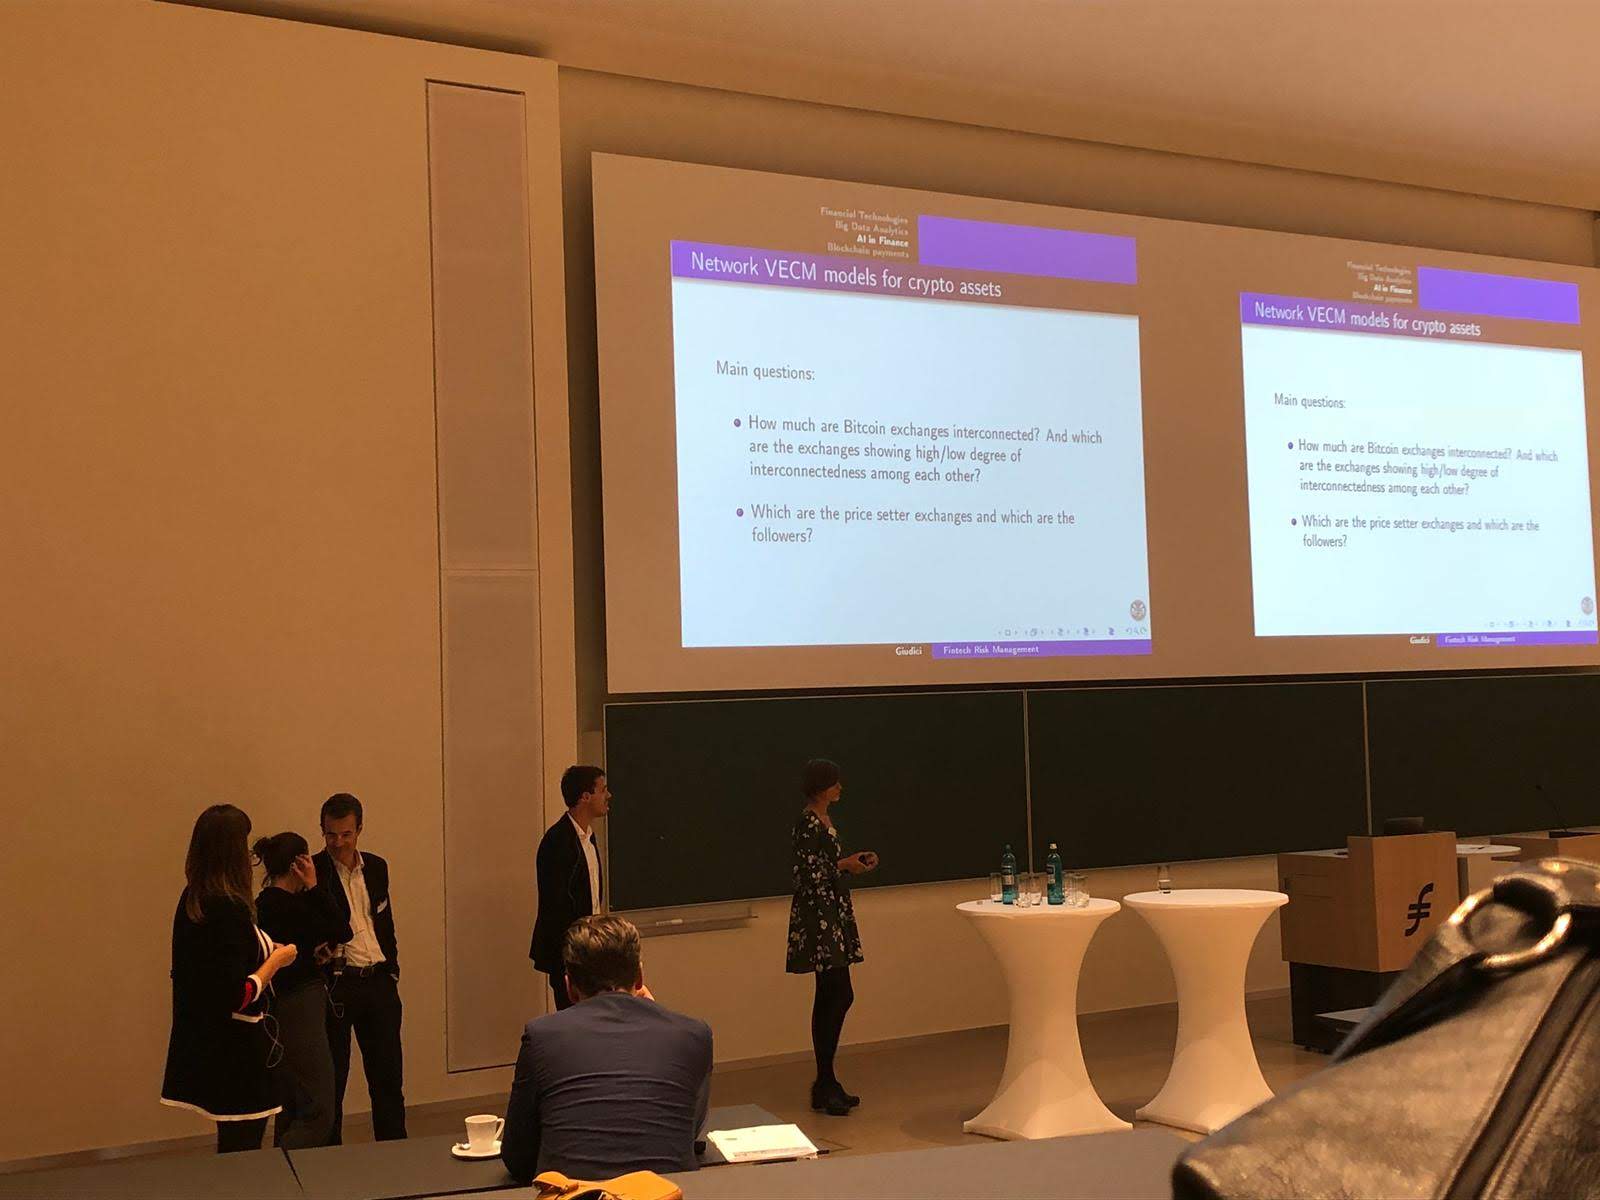 Financial Technologies
Big Data Analytics
AI in Finance
Blockchain payments
Network VECM models for crypto assets
Main questions:
How much are Bitcoin exchanges interconnected? And which
are the exchanges showing high/low degree of
interconnectedness among each other?
Which are the price setter exchanges and which are the
followers?
Giudici Fintech Risk Management
Financial Technologies
Big Data Analytics
AI in Finance
Blockchain payments
Network VECM models for crypto assets
Main questions:
How much are Bitcoin exchanges interconnected? And which
are the exchanges showing high/low degree of
interconnectedness among each other?
Which are the price setter exchanges and which are the
followers?
Giudici Fintech Risk Management